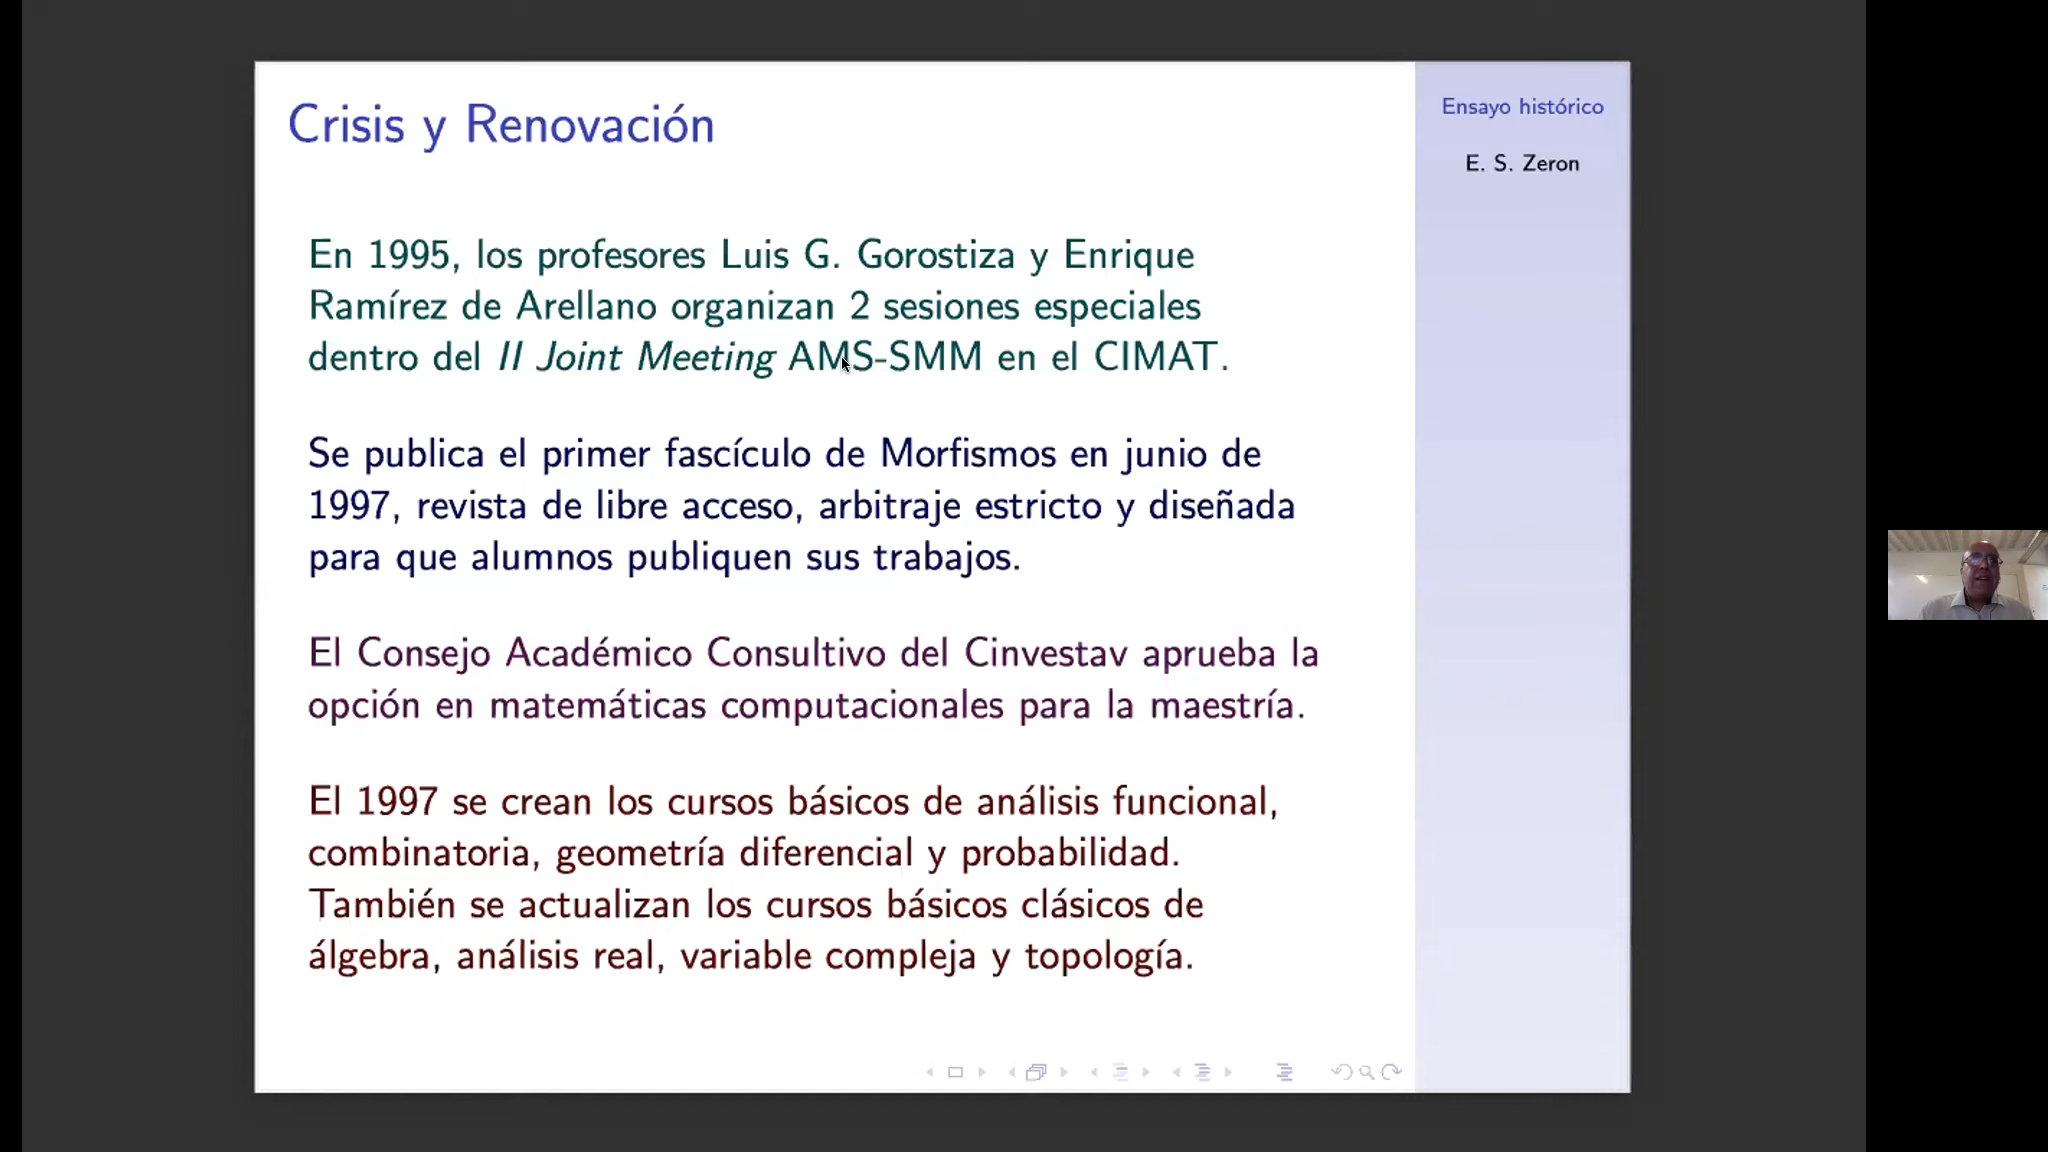 Crisis y Renovación
En 1995, los profesores Luis G. Gorostiza y Enrique
Ramírez de Arellano organizan 2 sesiones especiales
dentro del II Joint Meeting AMS-SMM en el CIMAT.
Se publica el primer fascículo de Morfismos en junio de
1997, revista de libre acceso, arbitraje estricto y diseñada
para que alumnos publiquen sus trabajos.
El Consejo Académico Consultivo del Cinvestav aprueba la
opción en matemáticas computacionales para la maestría.
El 1997 se crean los cursos básicos de análisis funcional,
combinatoria, geometría diferencial y probabilidad.
También se actualizan los cursos básicos clásicos de
álgebra, análisis real, variable compleja y topología.
Ensayo histórico
E. S. Zeron